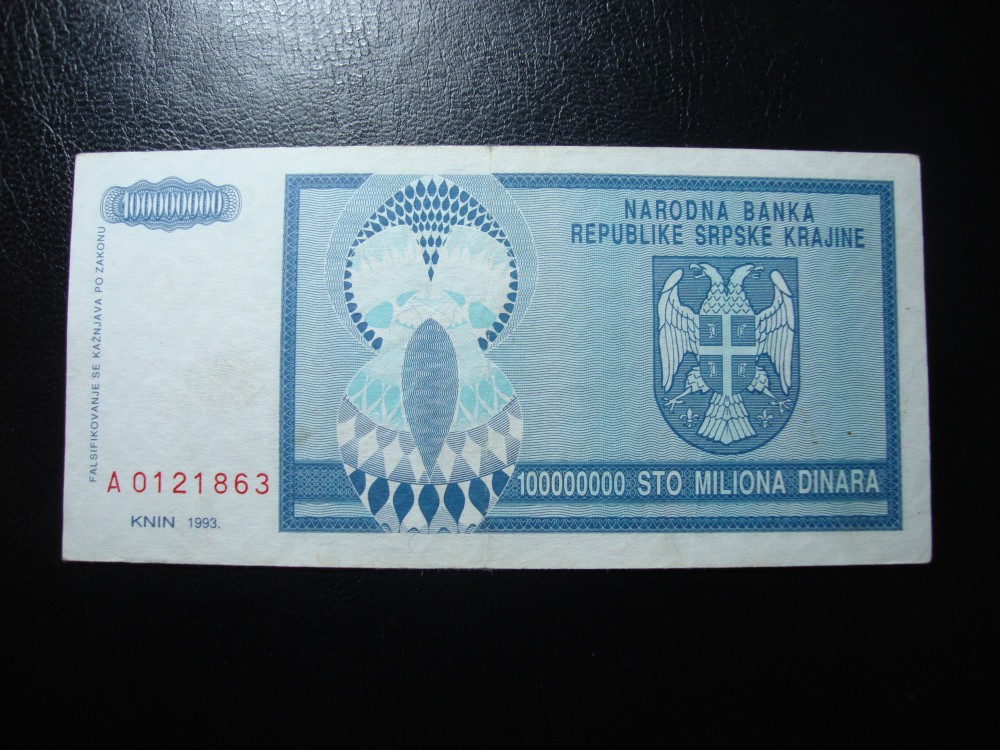 100000000
FALSIFIKOVANJE SE KAŽNJAVA PO ZAKONU
A 0121863
KNIN 1993.
NARODNA BANKA
REPUBLIKE SRPSKE KRAJINE
100000000 STO MILIONA DINARA